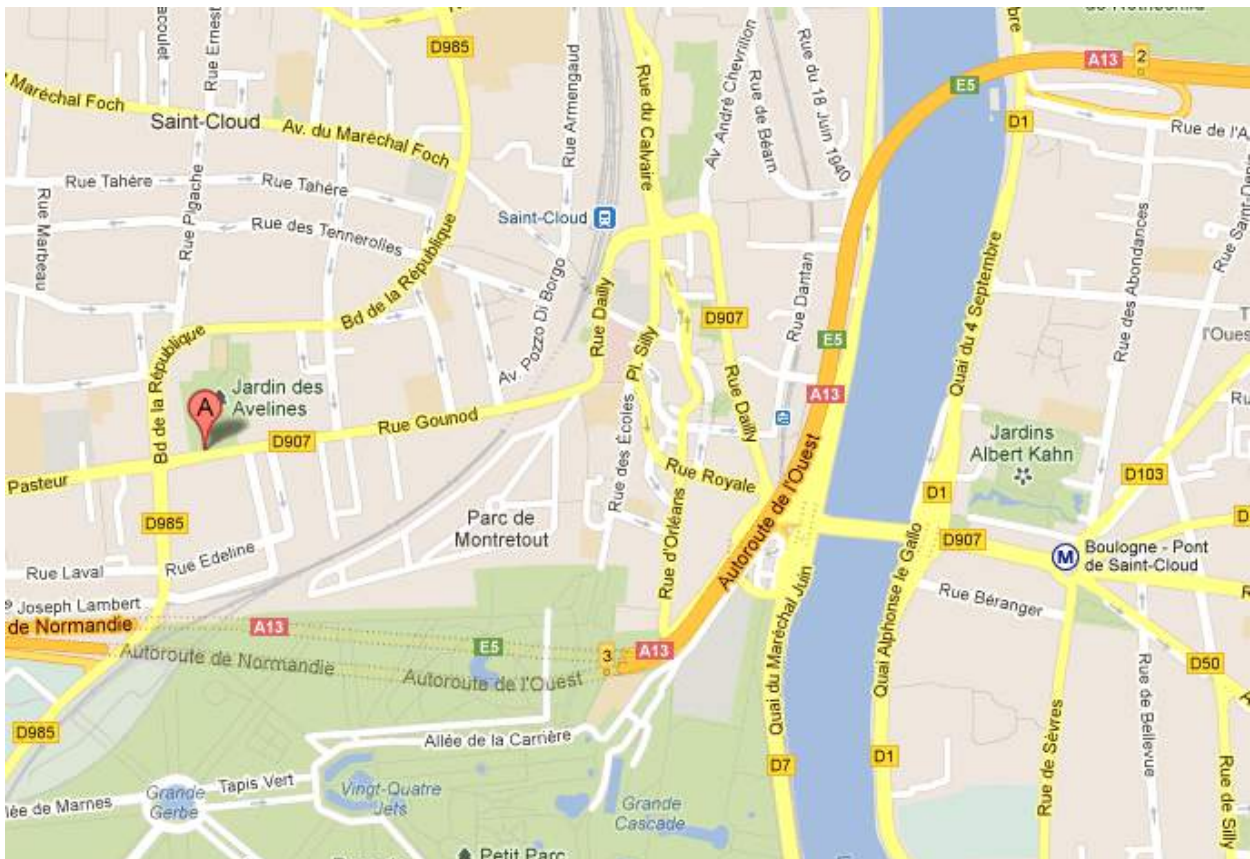 D985
Rue Ernest
Rue Armengaud
Rue du Calvaire
Av André Chevrillon
Rue de Béarn
Rue du 18 Juin 1940
A13
2
E5
D1
Rue de l'A
Maréchal Foch
Saint-Cloud
Av. du Maréchal Foch
Rue Tahère
Rue Tahère
Rue Marbeau
Rue Pigache
Rue des Tennerolles
Saint-Cloud
Rue des Abondances
Bd de la République
Bd de la République
Av. Pozzo Di Borgo
Rue Dailly
Pl. Silly
D907
Rue Dantan
E5
Quai du 4 Septembre
l'Oues
A
Jardin des
Avelines
Rue Gounod
D907
A13
Rue Dailly
Pasteur
Rue des Écoles
Rue Royale
Jardins
Albert Kahn
D103
D1
D985
Parc de
Montretout
Rue d'Orléans
Autoroute de l'Ouest
D907
M
Boulogne - Pont
de Saint-Cloud
Rue Edeline
Rue Laval
Joseph Lambert
de Normandie
A13
E5
3
A13
Autoroute de Normandie
Autoroute de l'Ouest
Quai du Maréchal Juin
Quai Alphonse le Gallo
Rue Béranger
D50
D985
Allée de la Carrière
D7
D1
Rue de Sèvres
Rue de Bellevue
Rue de Silly
lée de Marnes
Grande
Gerbe
Tapis Vert
Vingt-Quatre
Jets
Grande
Cascade
Petit Parc